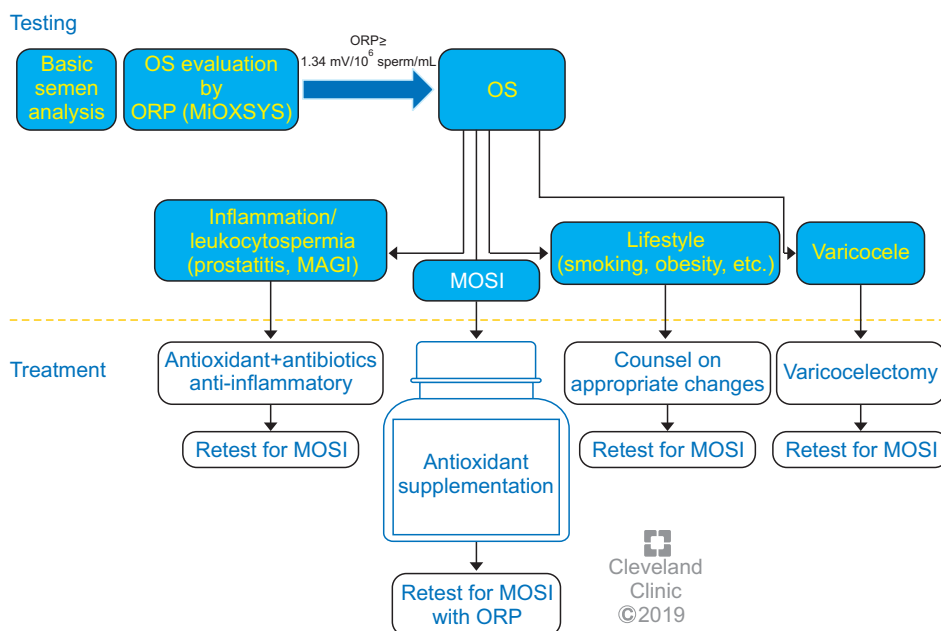 Testing
Basic
semen
analysis
OS evaluation
by
ORP (MiOXSYS)
ORP≥
1.34 mV/10⁶ sperm/mL
OS
Inflammation/
leukocytospermia
(prostatitis, MAGI)
MOSI
Lifestyle
(smoking, obesity, etc.)
Varicocele
Treatment
Antioxidant+antibiotics
anti-inflammatory
Retest for MOSI
Antioxidant
supplementation
Retest for MOSI
with ORP
Counsel on
appropriate changes
Retest for MOSI
Varicocelectomy
Retest for MOSI
Cleveland
Clinic
©2019